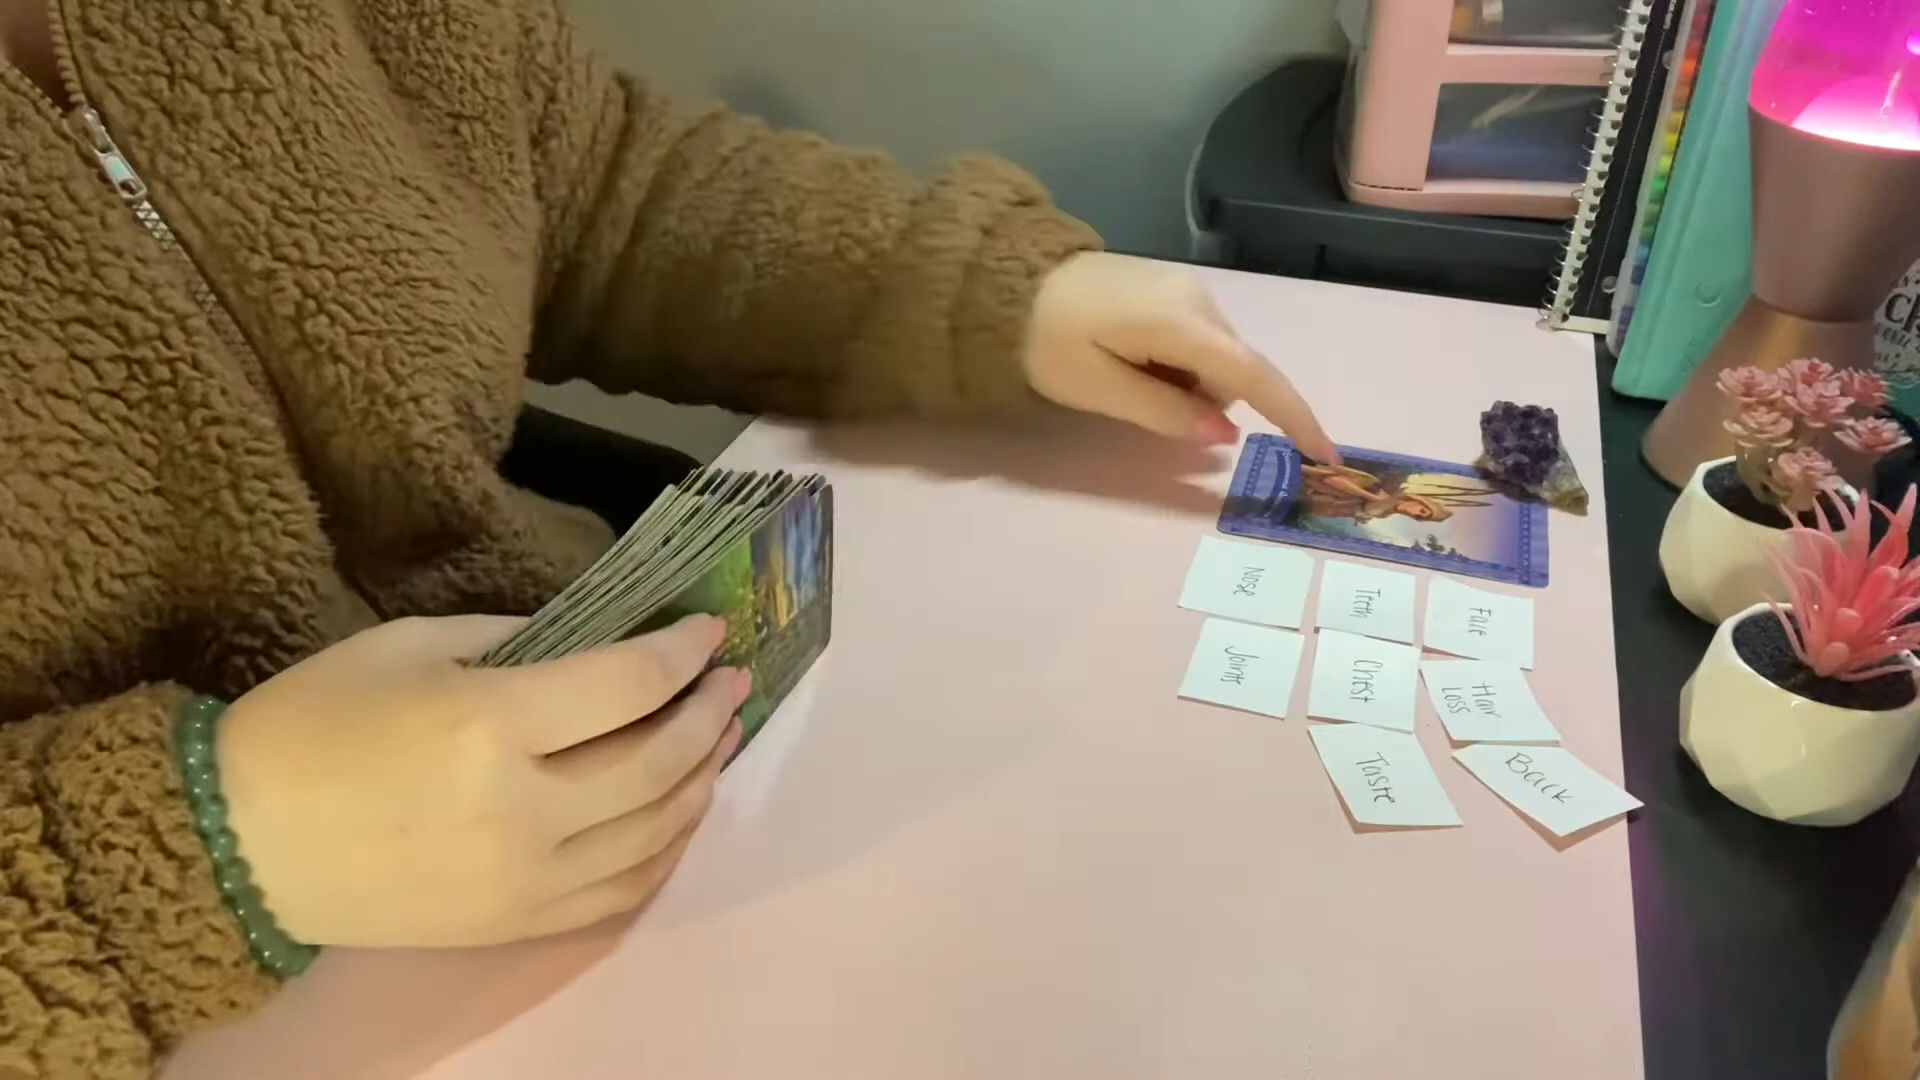 Nose
Teeth
Face
Joints
Chest
Hair
Loss
Taste
Back